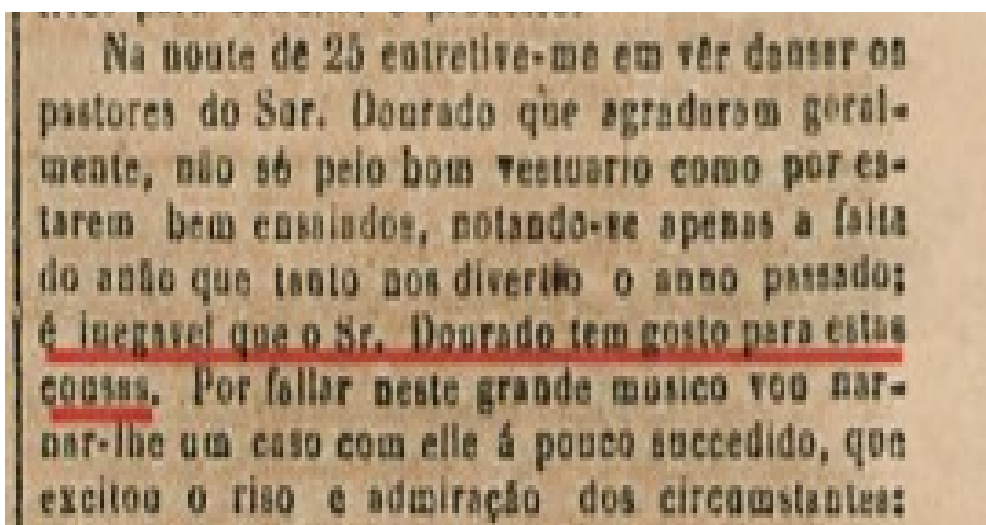 Na noute de 25 entretive-me em vêr dansar os
pastores do Snr. Dourado que agradaram geral-
mente, não só pelo bom vestuario como por es-
tarem bem ensaiados, notando-se apenas a falta
do anão que tanto nos divertio o anno passado;
é inegavel que o Sr. Dourado tem gosto para estas
cousas. Por fallar neste grande musico vou nar-
nar-lhe um caso com elle á pouco succedido, que
excitou o riso e admiração dos circumstantes: